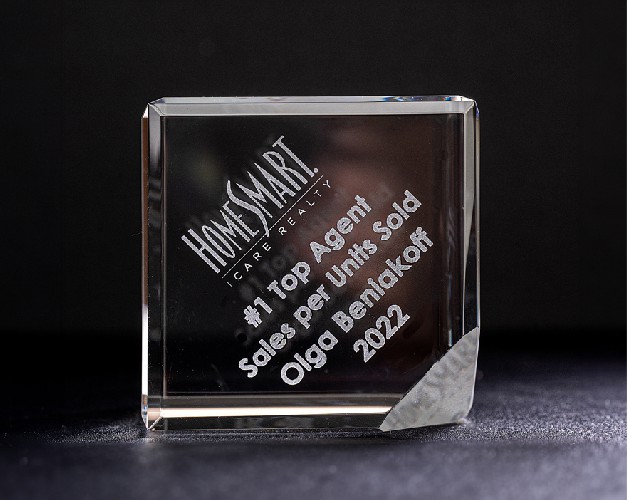 HOMESMART.
ICARE REALTY
#1 Top Agent
Sales per Units Sold
Olga Beniakoff
2022